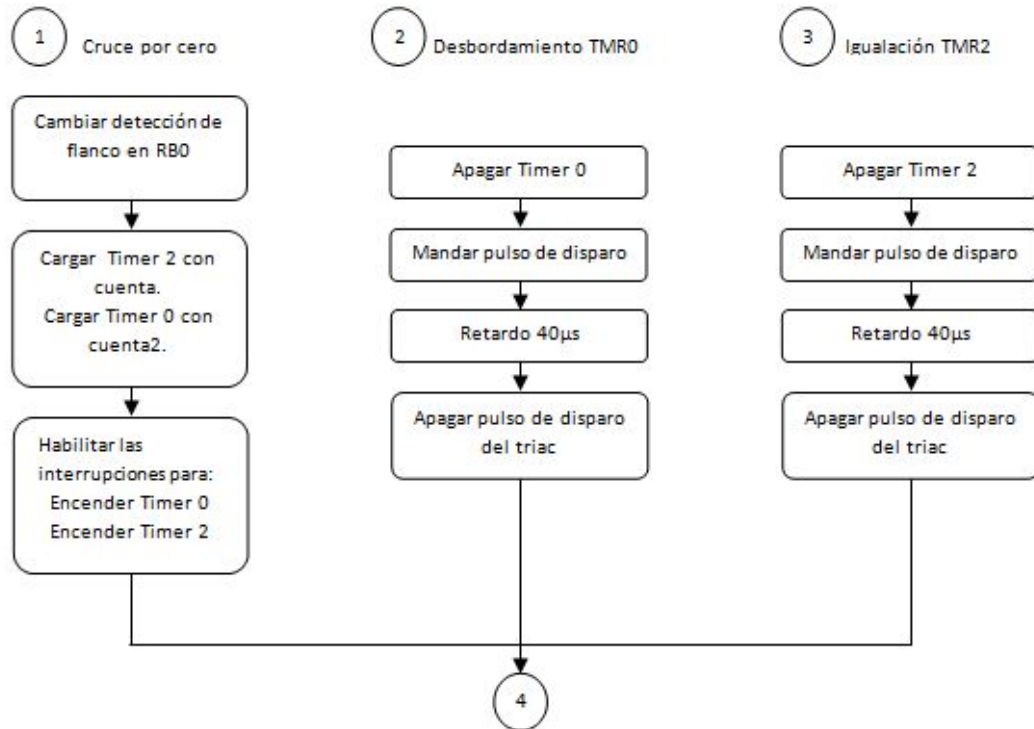 1
Cruce por cero
Cambiar detección de
flanco en RB0
Cargar Timer 2 con
cuenta.
Cargar Timer 0 con
cuenta2.
Habilitar las
interrupciones para:
Encender Timer 0
Encender Timer 2
2
Desbordamiento TMR0
Apagar Timer 0
Mandar pulso de disparo
Retardo 40µs
Apagar pulso de disparo
del triac
3
Igualación TMR2
Apagar Timer 2
Mandar pulso de disparo
Retardo 40µs
Apagar pulso de disparo
del triac
4